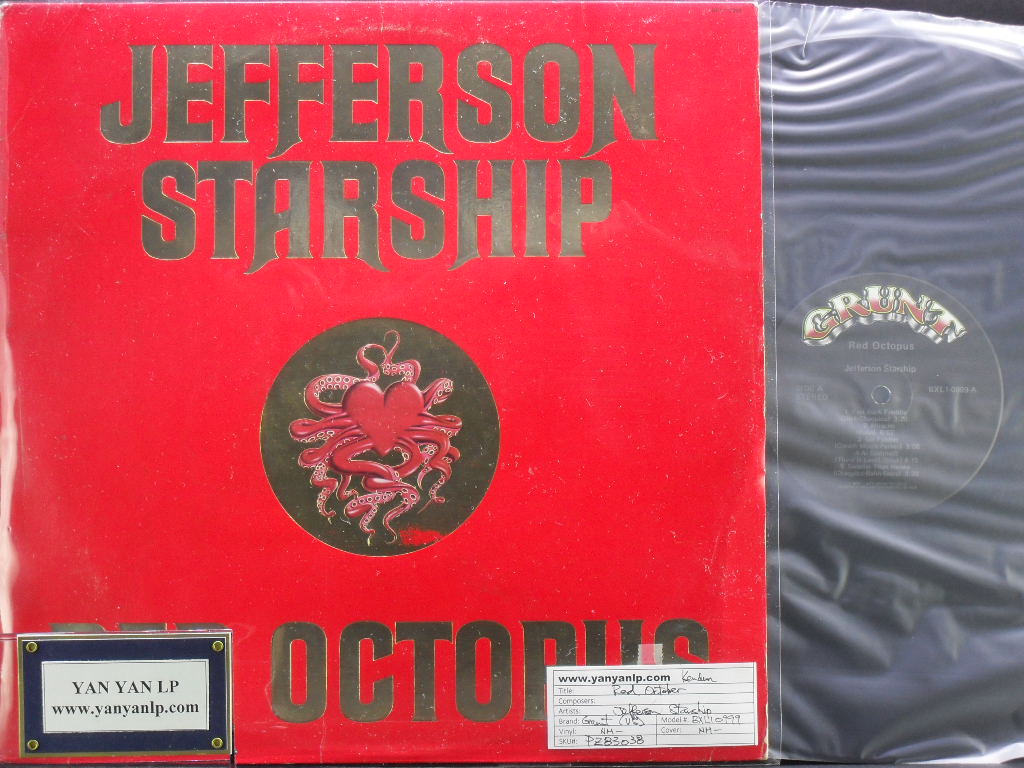 JEFFERSON
STARSHIP
OCTOPUS
YAN YAN LP
www.yanyanlp.com
www.yanyanlp.com
Title: Red October
Composers:
Artists: Jefferson Starship
Brand: Grunt (US) Model#: BXL1 0999
Vinyl: NM- Cover: NM-
SKU#: PZ83038
GRUNT
Red Octopus
Jefferson Starship
SIDE A BXL1-0999-A
STEREO